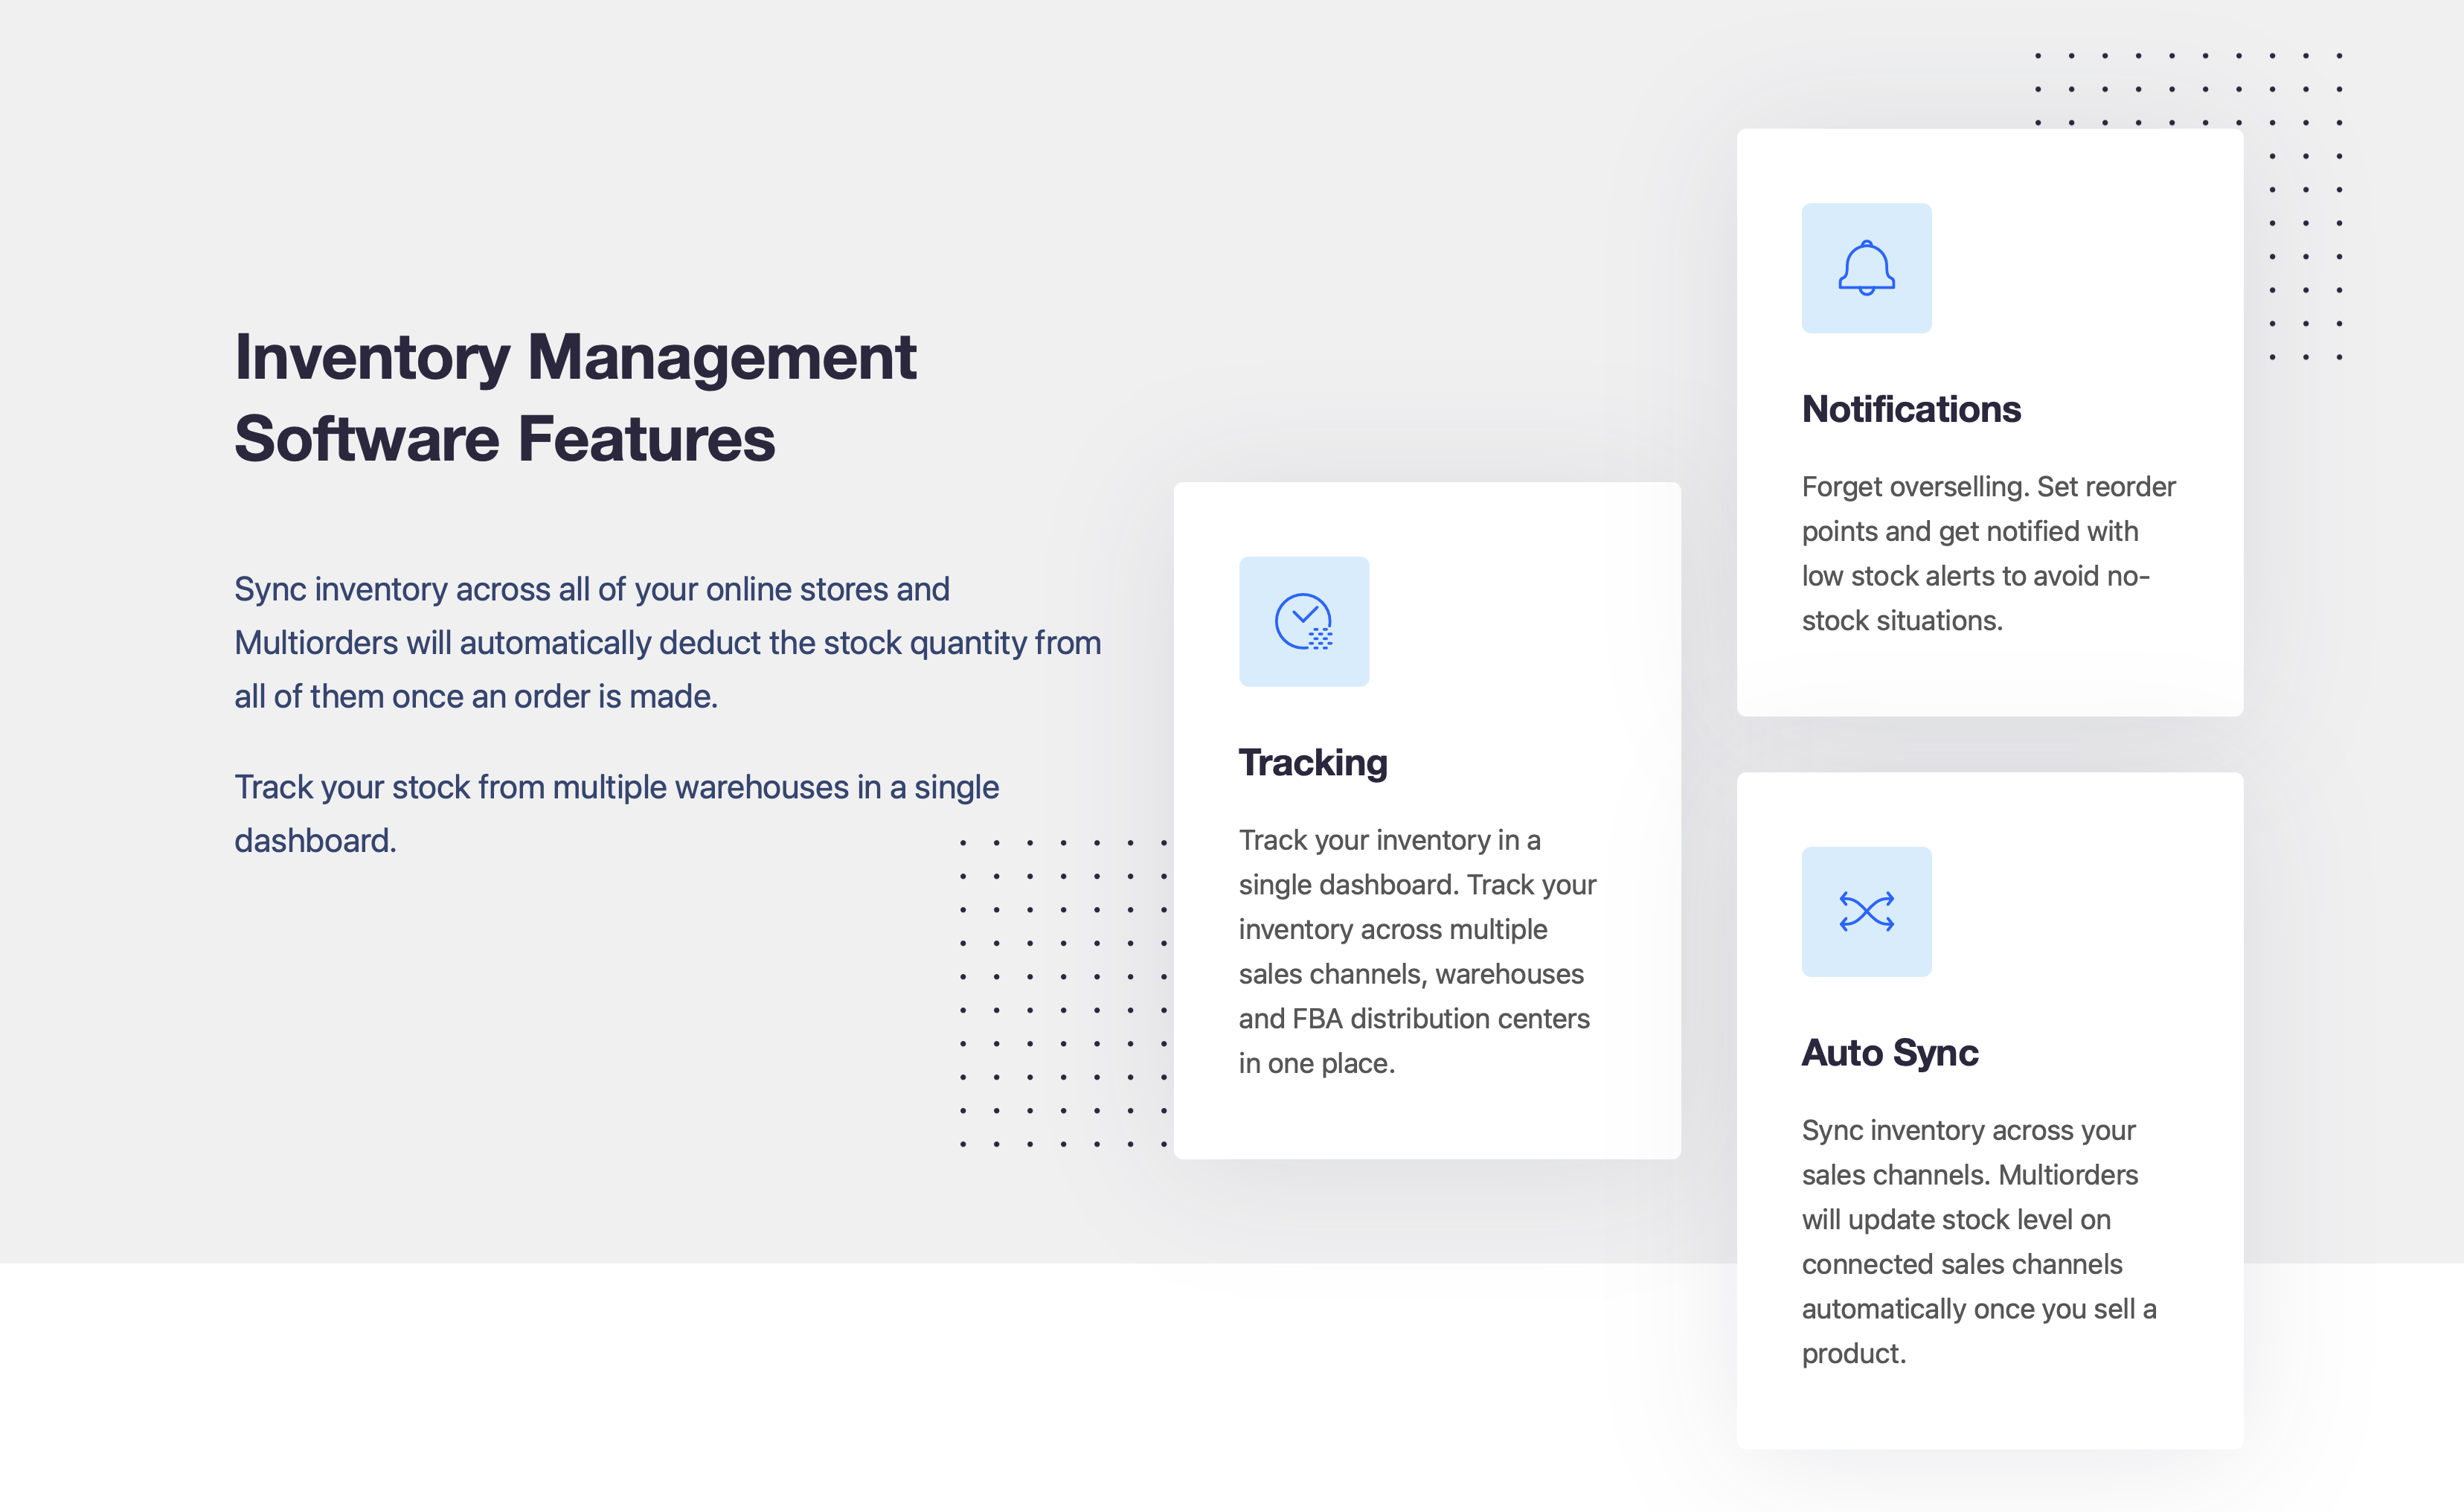 Inventory Management
Software Features
Sync inventory across all of your online stores and
Multiorders will automatically deduct the stock quantity from
all of them once an order is made.
Track your stock from multiple warehouses in a single
dashboard.
Tracking
Track your inventory in a
single dashboard. Track your
inventory across multiple
sales channels, warehouses
and FBA distribution centers
in one place.
Notifications
Forget overselling. Set reorder
points and get notified with
low stock alerts to avoid no-
stock situations.
Auto Sync
Sync inventory across your
sales channels. Multiorders
will update stock level on
connected sales channels
automatically once you sell a
product.